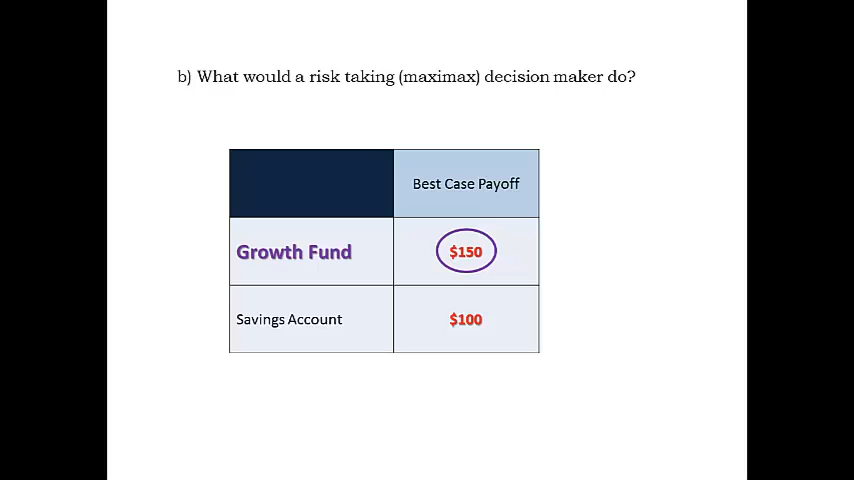 b) What would a risk taking (maximax) decision maker do?
Best Case Payoff
Growth Fund $150
Savings Account $100